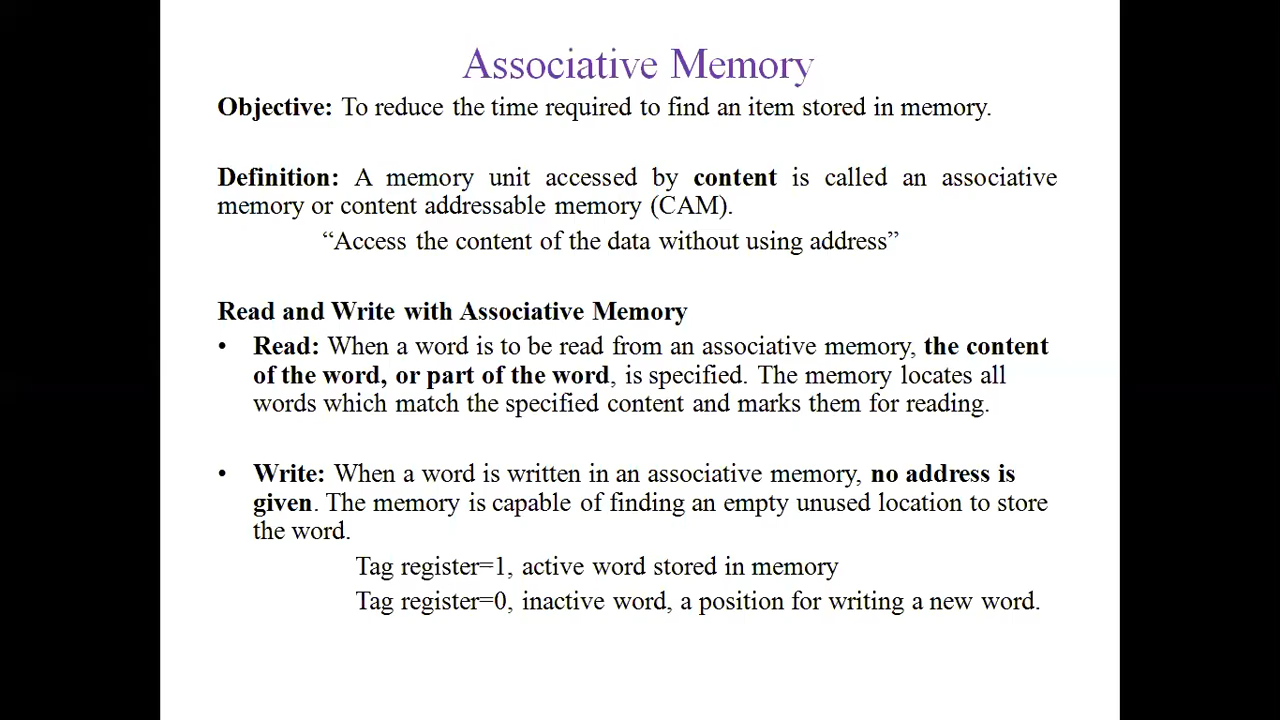 Associative Memory
Objective: To reduce the time required to find an item stored in memory.
Definition: A memory unit accessed by content is called an associative
memory or content addressable memory (CAM).
“Access the content of the data without using address”
Read and Write with Associative Memory
• Read: When a word is to be read from an associative memory, the content
of the word, or part of the word, is specified. The memory locates all
words which match the specified content and marks them for reading.
• Write: When a word is written in an associative memory, no address is
given. The memory is capable of finding an empty unused location to store
the word.
Tag register=1, active word stored in memory
Tag register=0, inactive word, a position for writing a new word.